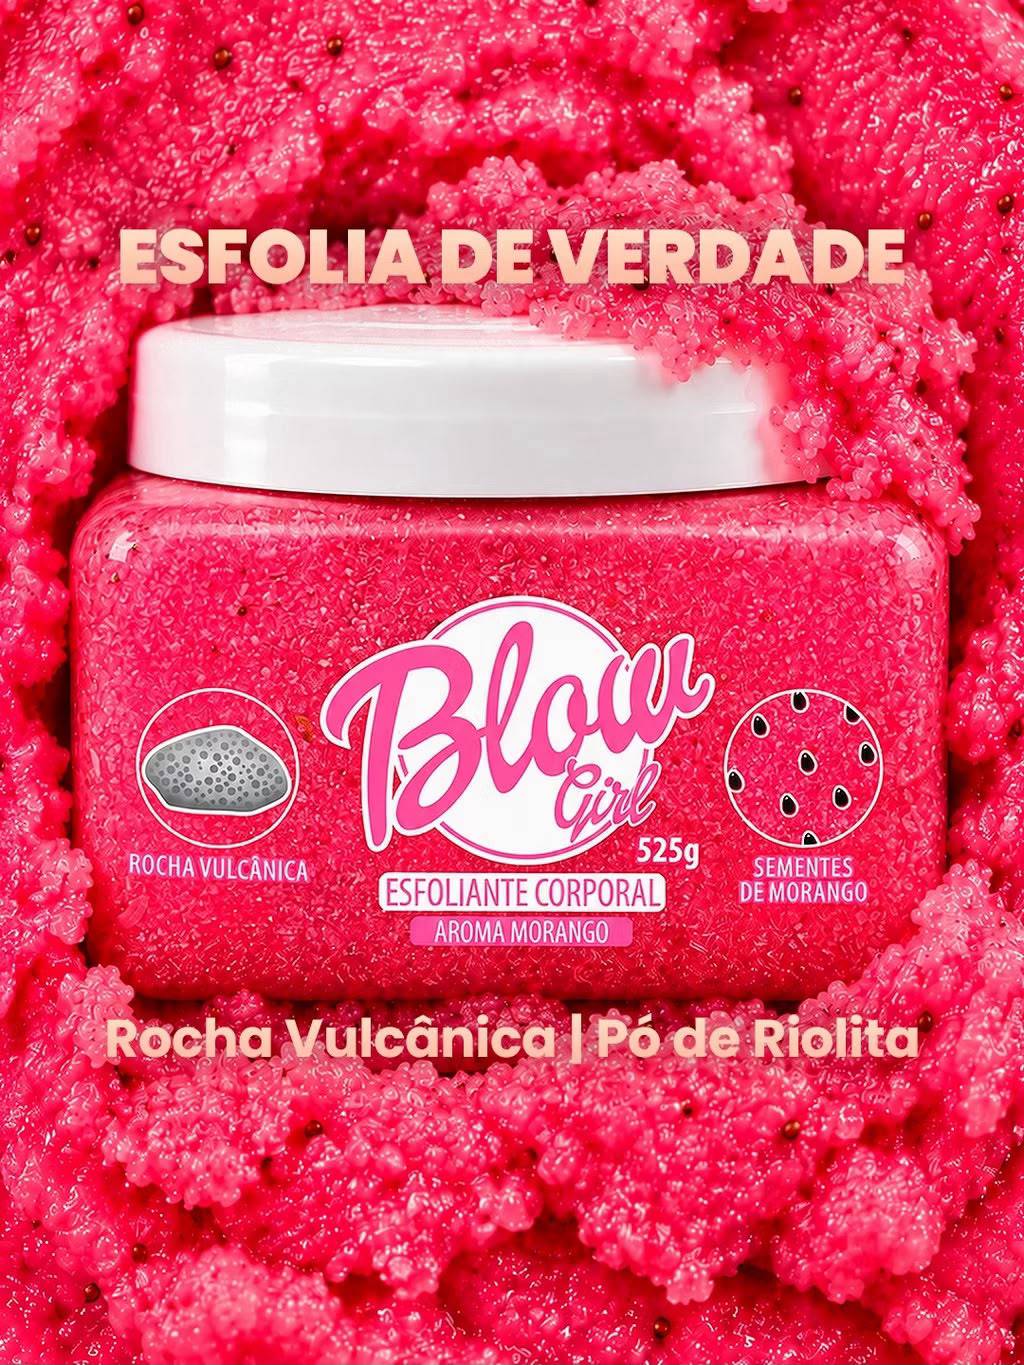 ESFOLIA DE VERDADE
Blow
Girl
525g
ROCHA VULCÂNICA
SEMENTES
DE MORANGO
ESFOLIANTE CORPORAL
AROMA MORANGO
Rocha Vulcânica | Pó de Riolita